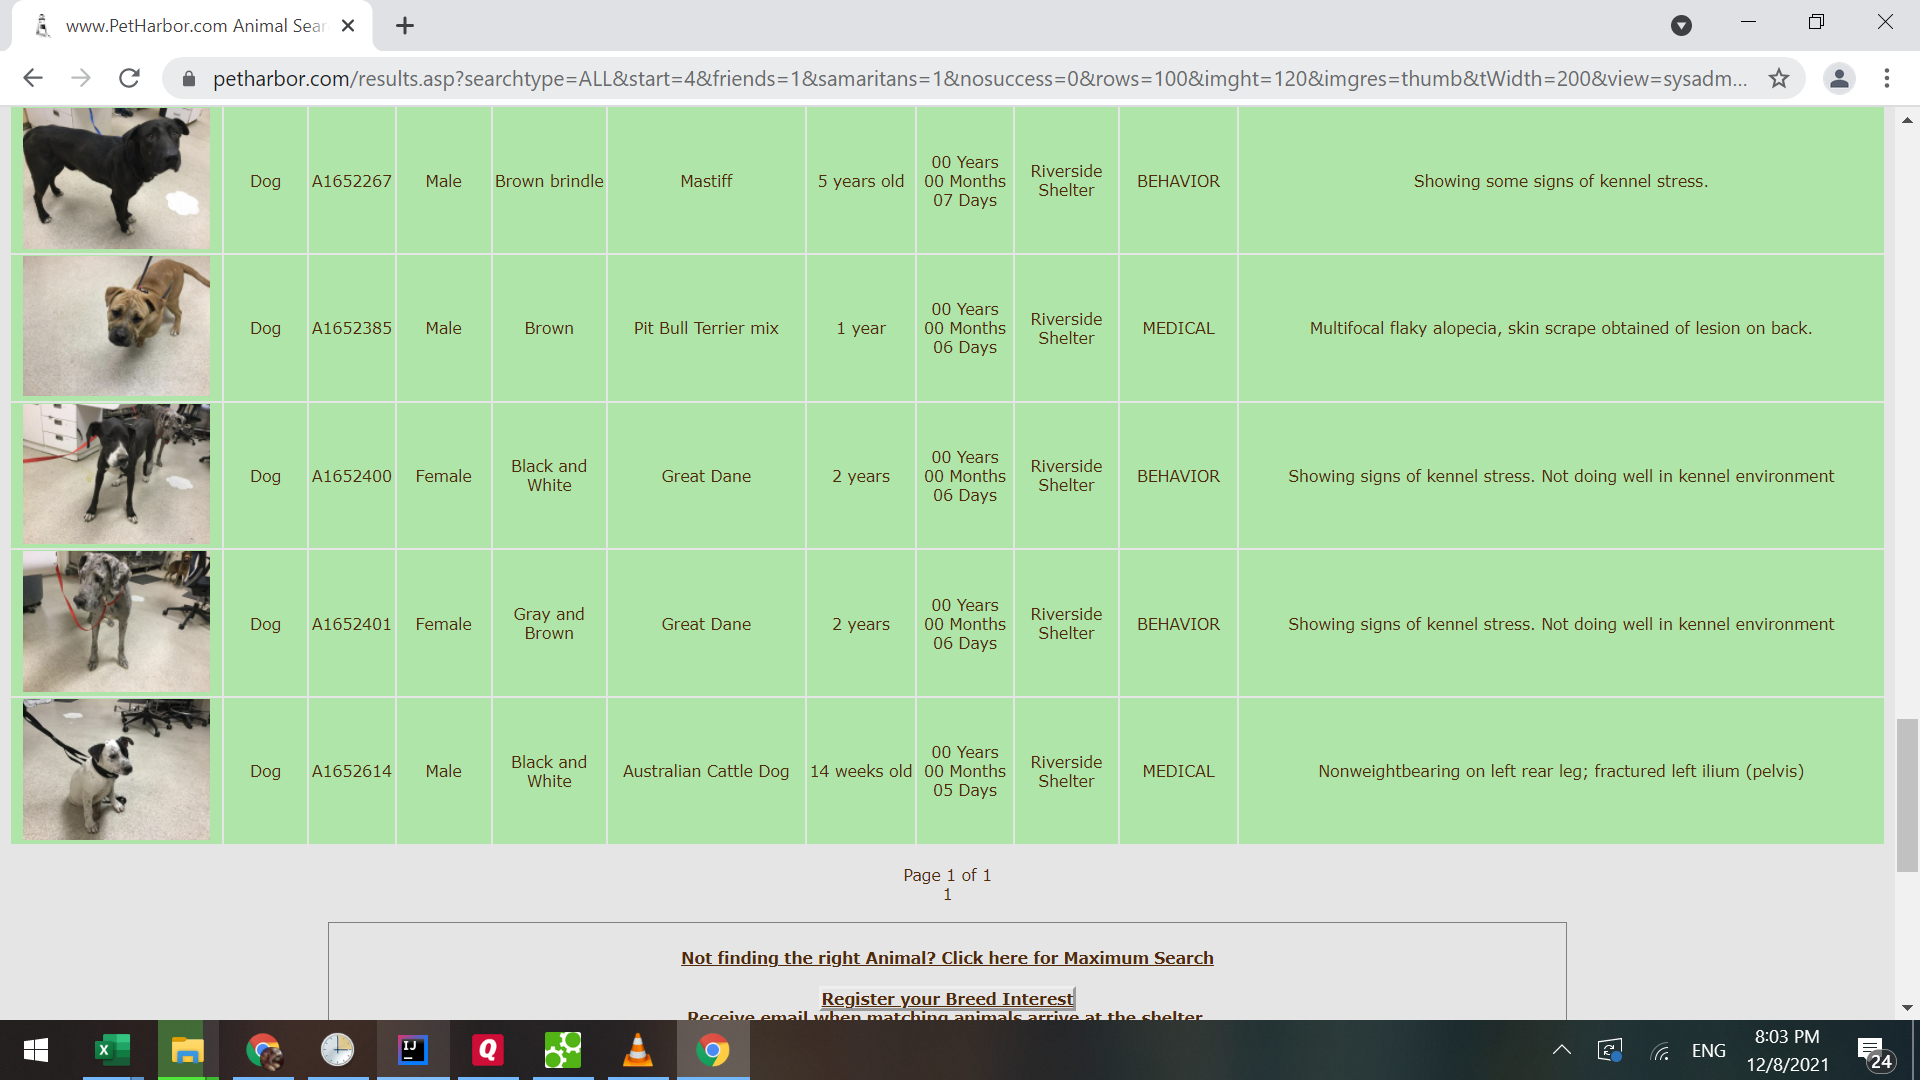 www.PetHarbor.com Animal Sear
petharbor.com/results.asp?searchtype=ALL&start=4&friends=1&samaritans=1&nosuccess=0&rows=100&imght=120&imgres=thumb&tWidth=200&view=sysadm...
Dog A1652267 Male Brown brindle Mastiff 5 years old 00 Years 00 Months 07 Days Riverside Shelter BEHAVIOR Showing some signs of kennel stress.
Dog A1652385 Male Brown Pit Bull Terrier mix 1 year 00 Years 00 Months 06 Days Riverside Shelter MEDICAL Multifocal flaky alopecia, skin scrape obtained of lesion on back.
Dog A1652400 Female Black and White Great Dane 2 years 00 Years 00 Months 06 Days Riverside Shelter BEHAVIOR Showing signs of kennel stress. Not doing well in kennel environment
Dog A1652401 Female Gray and Brown Great Dane 2 years 00 Years 00 Months 06 Days Riverside Shelter BEHAVIOR Showing signs of kennel stress. Not doing well in kennel environment
Dog A1652614 Male Black and White Australian Cattle Dog 14 weeks old 00 Years 00 Months 05 Days Riverside Shelter MEDICAL Nonweightbearing on left rear leg; fractured left ilium (pelvis)
Page 1 of 1
1
Not finding the right Animal? Click here for Maximum Search
Register your Breed Interest
Receive email when matching animals arrive at the shelter
X IJ Q ENG 8:03 PM
12/8/2021 24